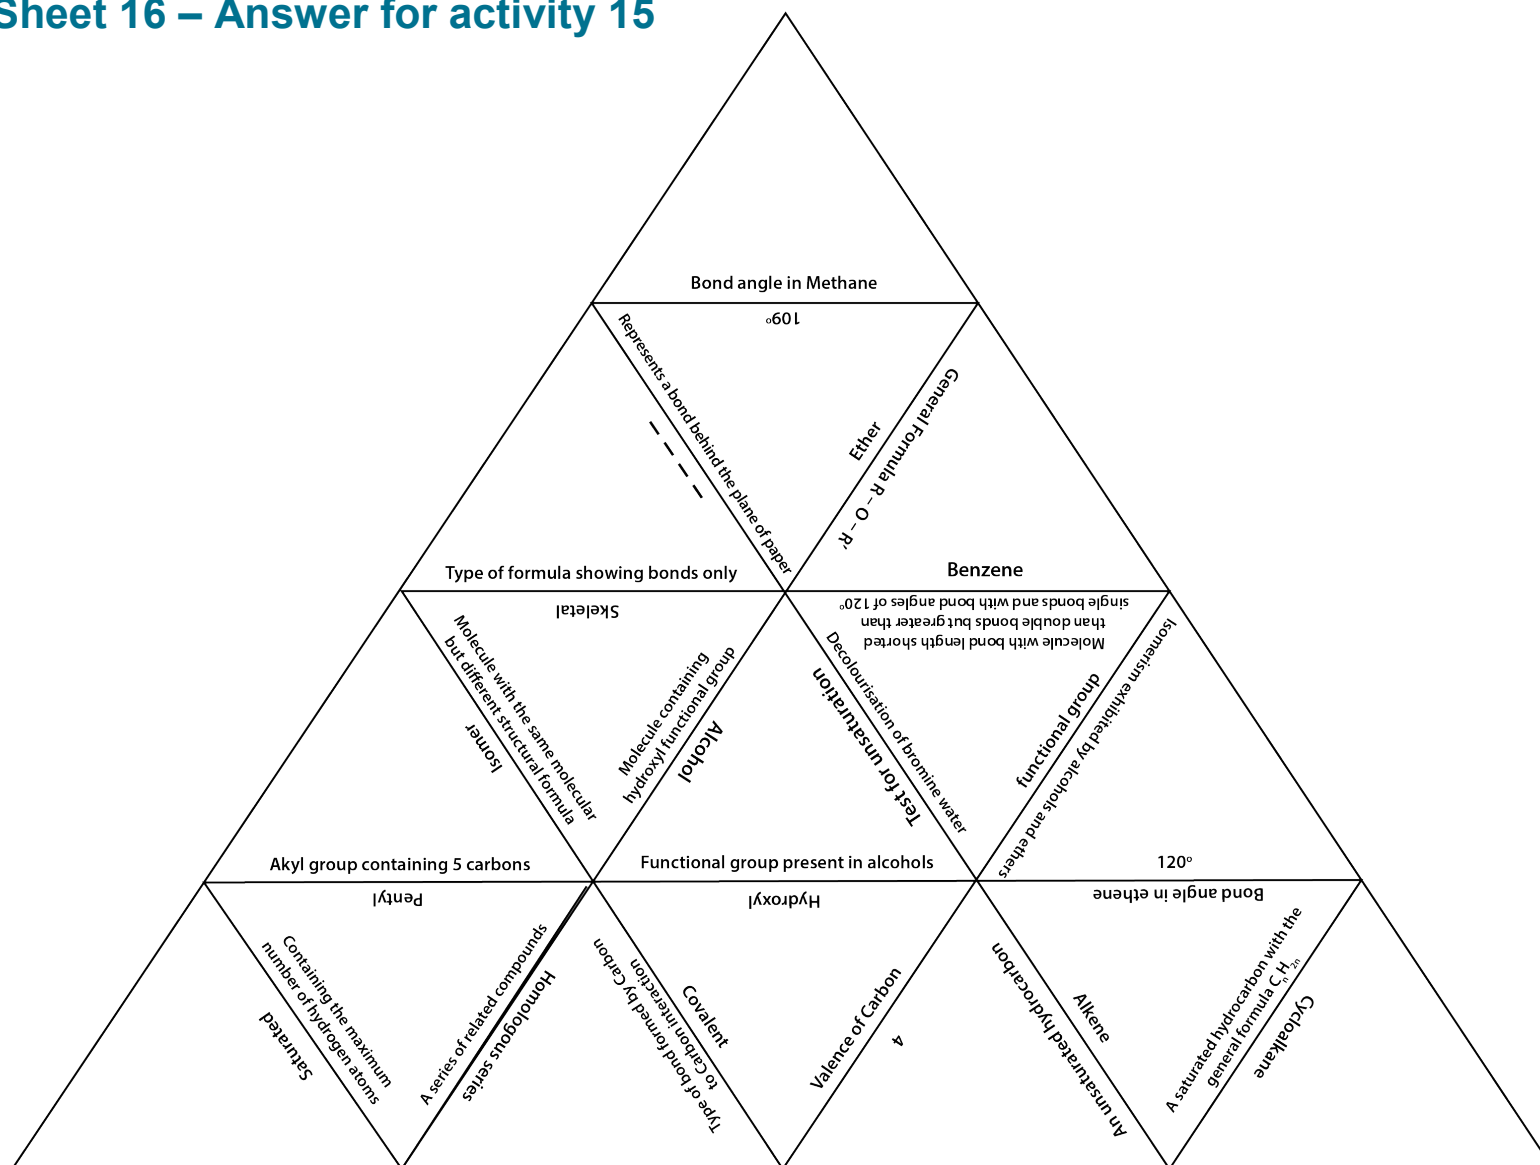 Sheet 16 – Answer for activity 15
Bond angle in Methane
109º
Represents a bond behind the plane of paper
Ether
General Formula R – O – R'
Type of formula showing bonds only
Skeletal
Benzene
Molecule with bond length shorted
than double bonds but greater than
single bonds and with bond angles of 120º
Molecule with the same molecular
but different structural formula
Isomer
Molecule containing
hydroxyl functional group
Alcohol
Decolourisation of bromine water
Test for unsaturation
functional group
Isomerism exhibited by alcohols and ethers
Akyl group containing 5 carbons
Pentyl
Functional group present in alcohols
Hydroxyl
120º
Bond angle in ethene
Containing the maximum
number of hydrogen atoms
Saturated
A series of related compounds
Homologous series
Covalent
Type of bond formed by Carbon
to Carbon interaction
Valence of Carbon
4
Alkene
An unsaturated hydrocarbon
A saturated hydrocarbon with the
general formula CnH2n
Cycloalkane